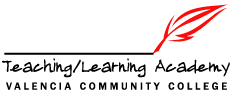 Teaching/Learning Academy
VALENCIA COMMUNITY COLLEGE